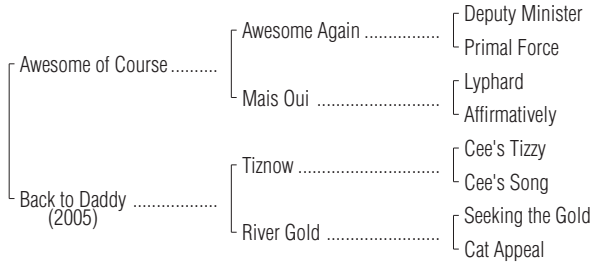 Deputy Minister
Awesome Again ................
Primal Force
Awesome of Course ..........
Lyphard
Mais Oui ..........................
Affirmatively
Cee's Tizzy
Tiznow ..............................
Cee's Song
Back to Daddy ..................
(2005)
Seeking the Gold
River Gold ........................
Cat Appeal